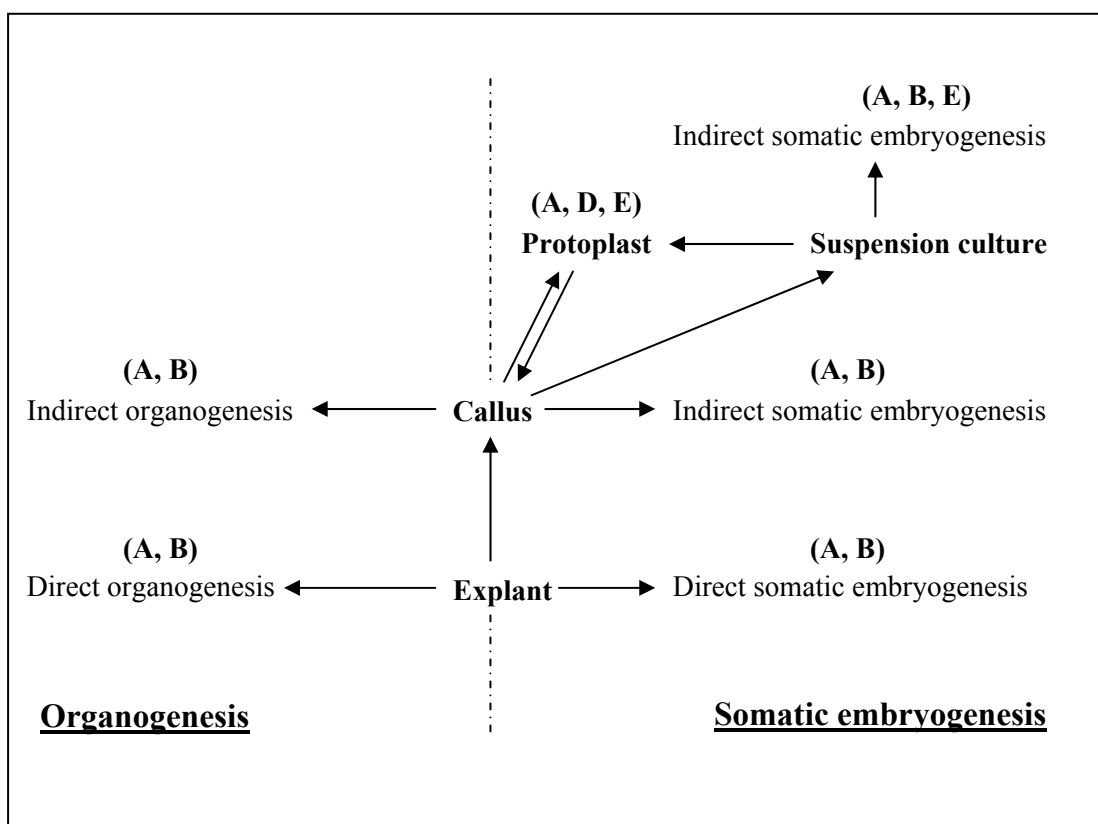 (A, B, E)
Indirect somatic embryogenesis
(A, D, E)
Protoplast
Suspension culture
(A, B)
(A, B)
Indirect organogenesis
Callus
Indirect somatic embryogenesis
(A, B)
(A, B)
Direct organogenesis
Explant
Direct somatic embryogenesis
Organogenesis
Somatic embryogenesis